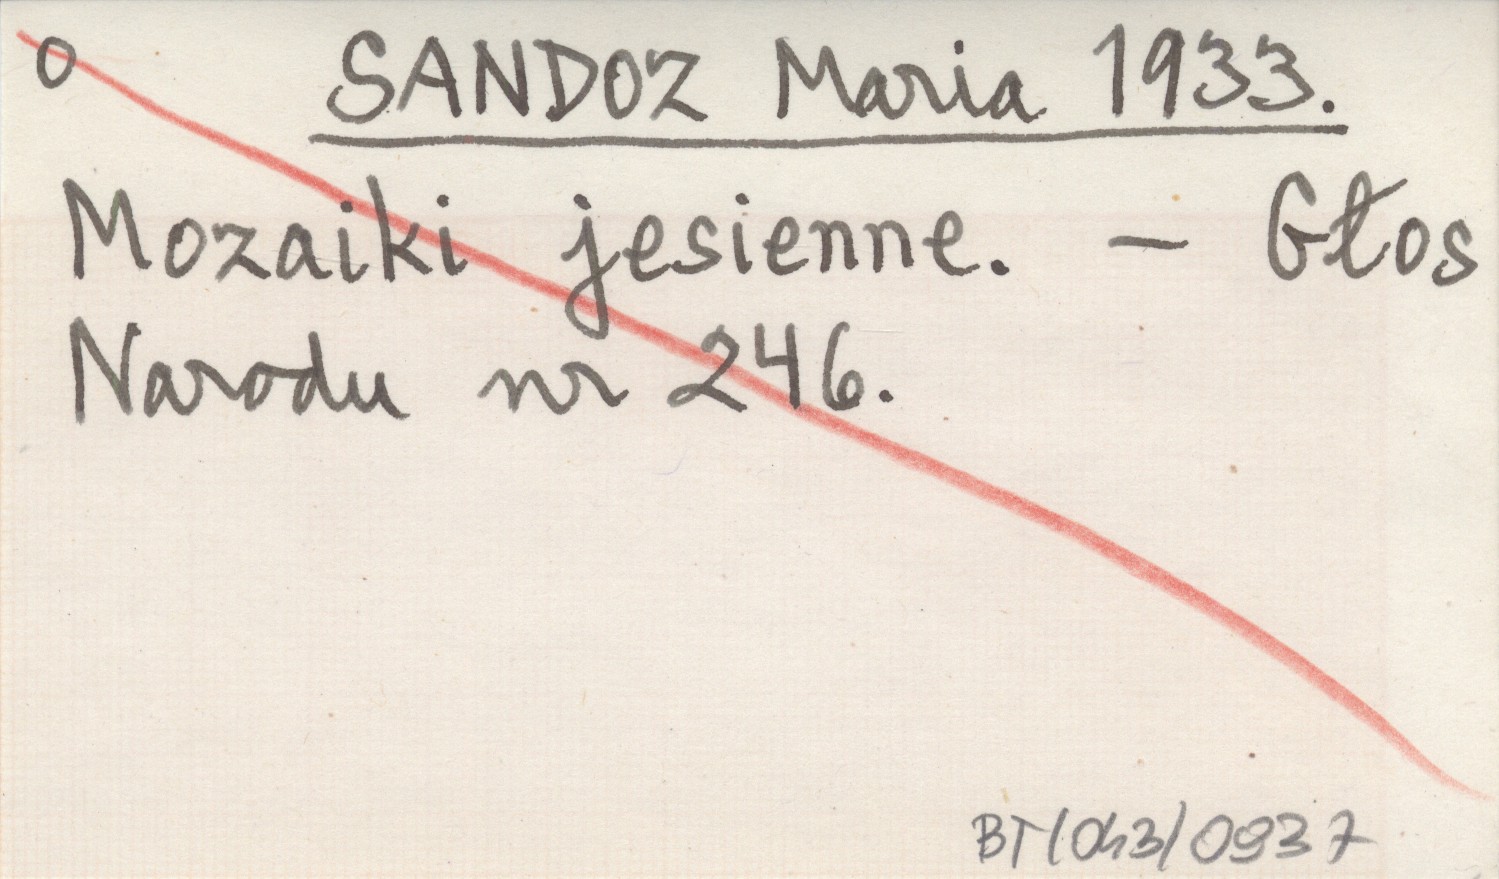 O SANDOZ Maria 1933.
Mozaiki jesienne. – Głos
Narodu nr 246.
BT/043/0937